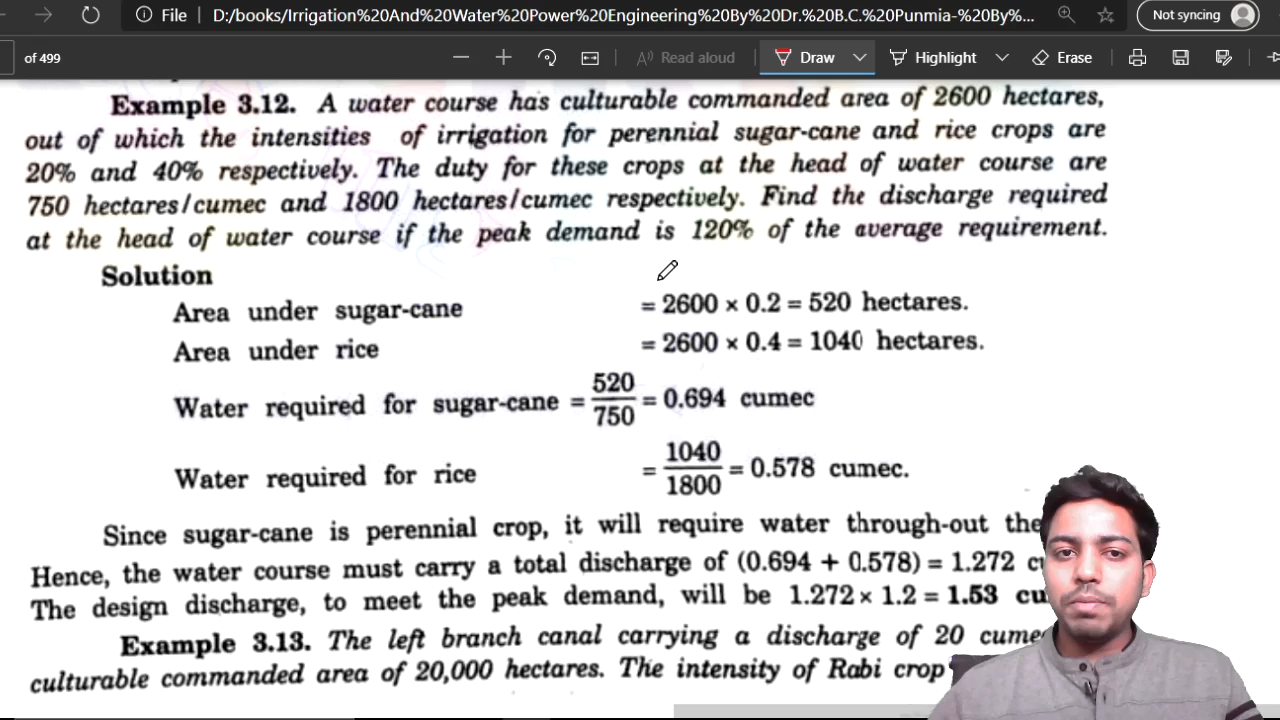 File
D:/books/Irrigation%20And%20Water%20Power%20Engineering%20By%20Dr.%20B.C.%20Punmia-%20By%...
Not syncing
of 499
Read aloud
Draw
Highlight
Erase
Example 3.12. A water course has culturable commanded area of 2600 hectares,
out of which the intensities of irrigation for perennial sugar-cane and rice crops are
20% and 40% respectively. The duty for these crops at the head of water course are
750 hectares/cumec and 1800 hectares/cumec respectively. Find the discharge required
at the head of water course if the peak demand is 120% of the average requirement.
Solution
Area under sugar-cane = 2600 × 0.2 = 520 hectares.
Area under rice = 2600 × 0.4 = 1040 hectares.
Water required for sugar-cane = 520/750 = 0.694 cumec
Water required for rice = 1040/1800 = 0.578 cumec.
Since sugar-cane is perennial crop, it will require water through-out the
Hence, the water course must carry a total discharge of (0.694 + 0.578) = 1.272
The design discharge, to meet the peak demand, will be 1.272 × 1.2 = 1.53 cu
Example 3.13. The left branch canal carrying a discharge of 20 cume
culturable commanded area of 20,000 hectares. The intensity of Rabi crop